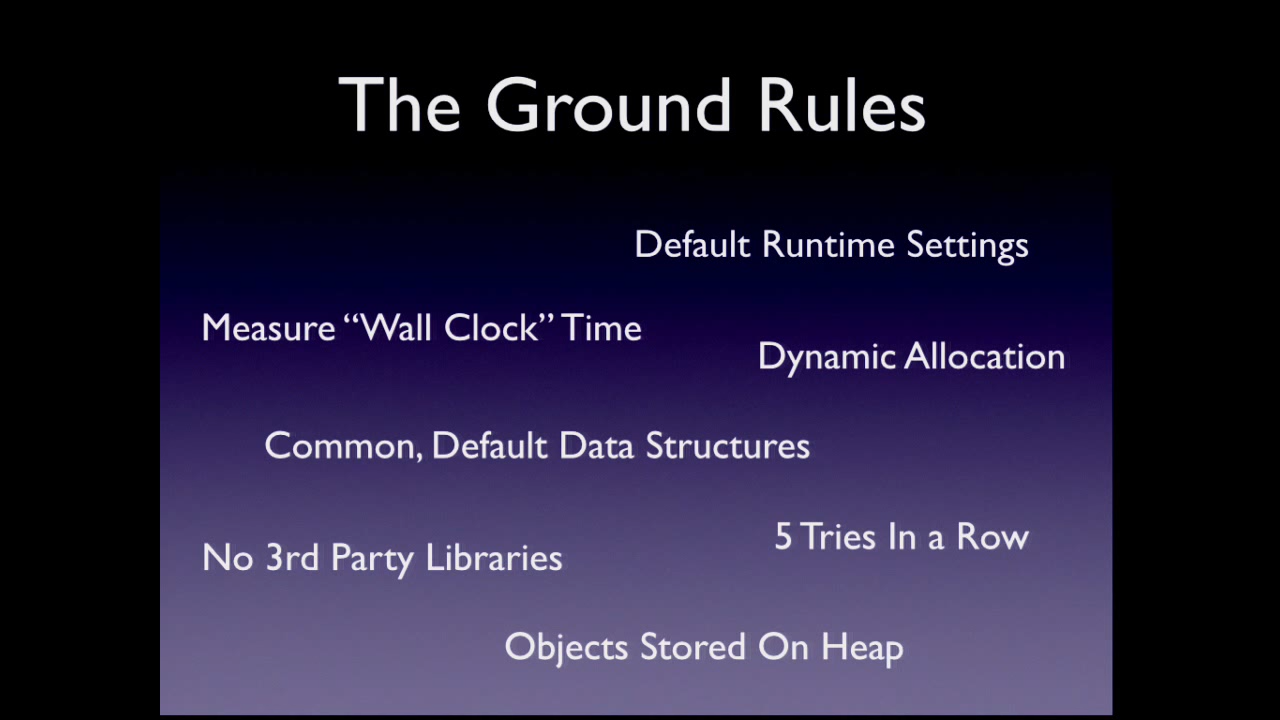 The Ground Rules
Default Runtime Settings
Measure “Wall Clock” Time
Dynamic Allocation
Common, Default Data Structures
5 Tries In a Row
No 3rd Party Libraries
Objects Stored On Heap